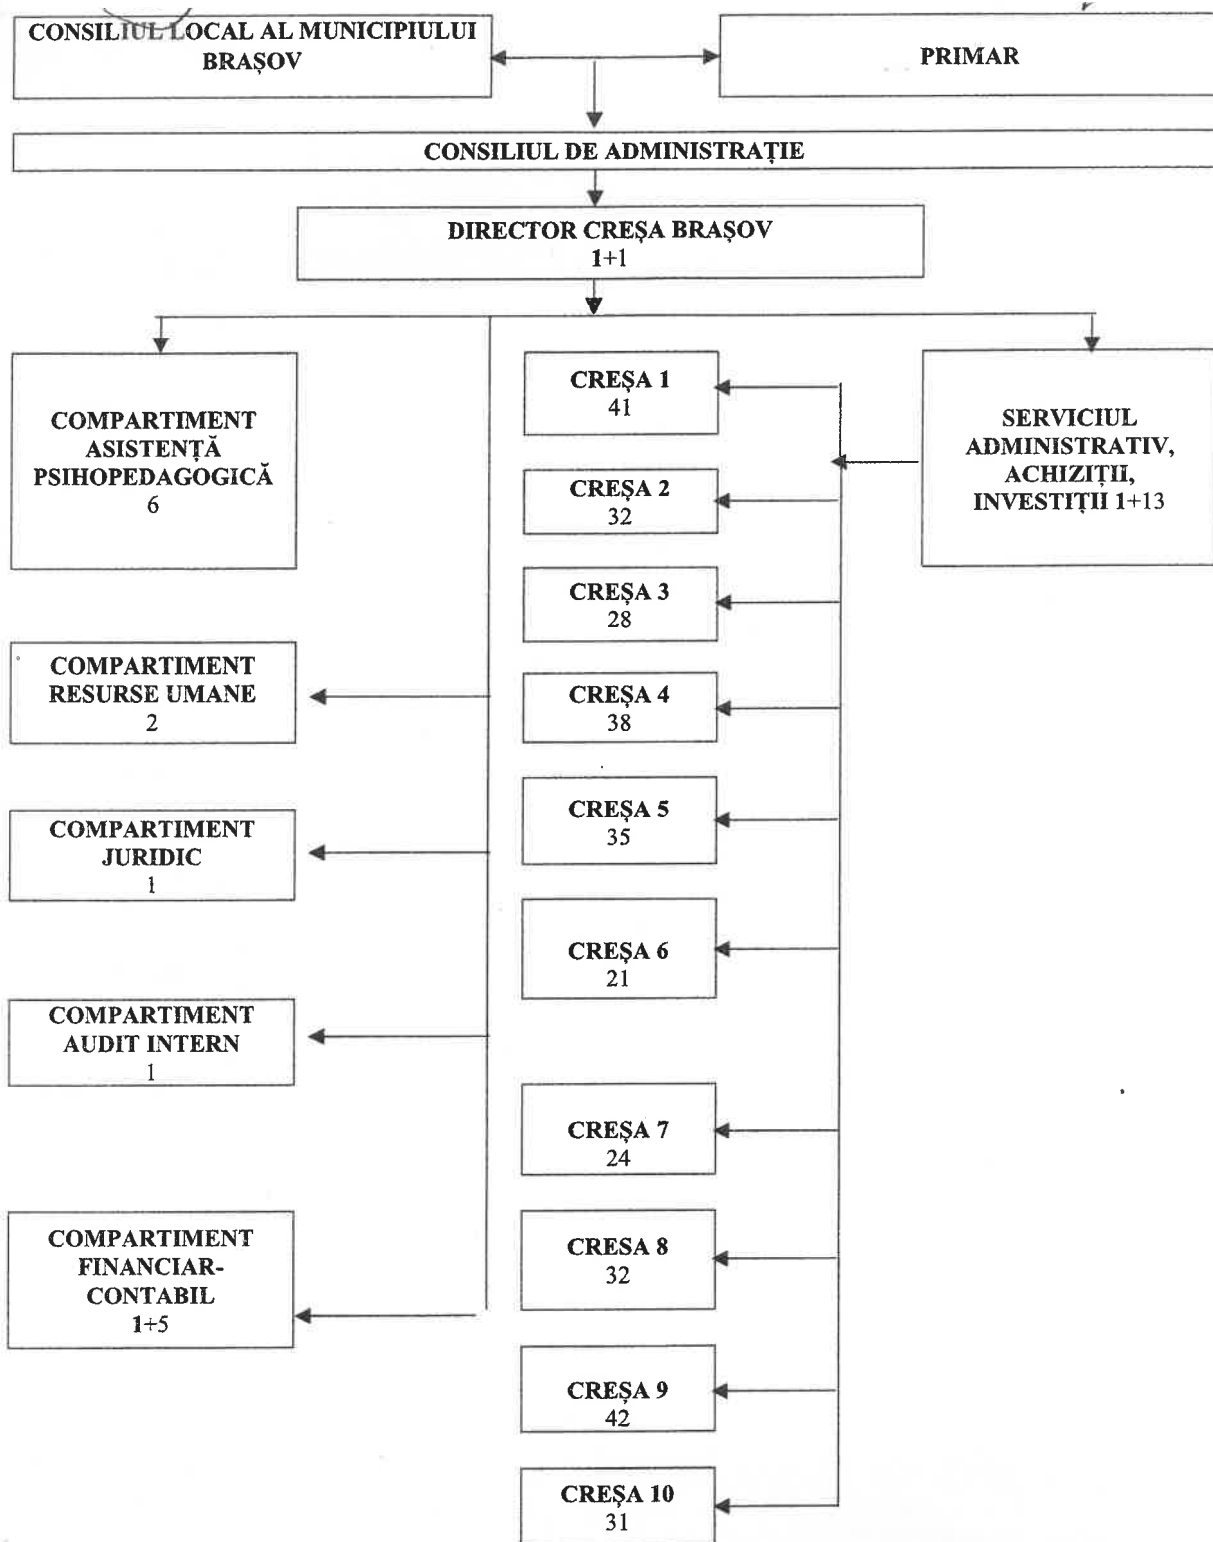 CONSILIUL LOCAL AL MUNICIPIULUI
BRAȘOV
PRIMAR
CONSILIUL DE ADMINISTRAȚIE
DIRECTOR CREȘA BRAȘOV
1+1
COMPARTIMENT
ASISTENȚĂ
PSIHOPEDAGOGICĂ
6
COMPARTIMENT
RESURSE UMANE
2
COMPARTIMENT
JURIDIC
1
COMPARTIMENT
AUDIT INTERN
1
COMPARTIMENT
FINANCIAR-
CONTABIL
1+5
CREȘA 1
41
CREȘA 2
32
CREȘA 3
28
CREȘA 4
38
CREȘA 5
35
CREȘA 6
21
CREȘA 7
24
CRESA 8
32
CREȘA 9
42
CREȘA 10
31
SERVICIUL
ADMINISTRATIV,
ACHIZIȚII,
INVESTIȚII 1+13